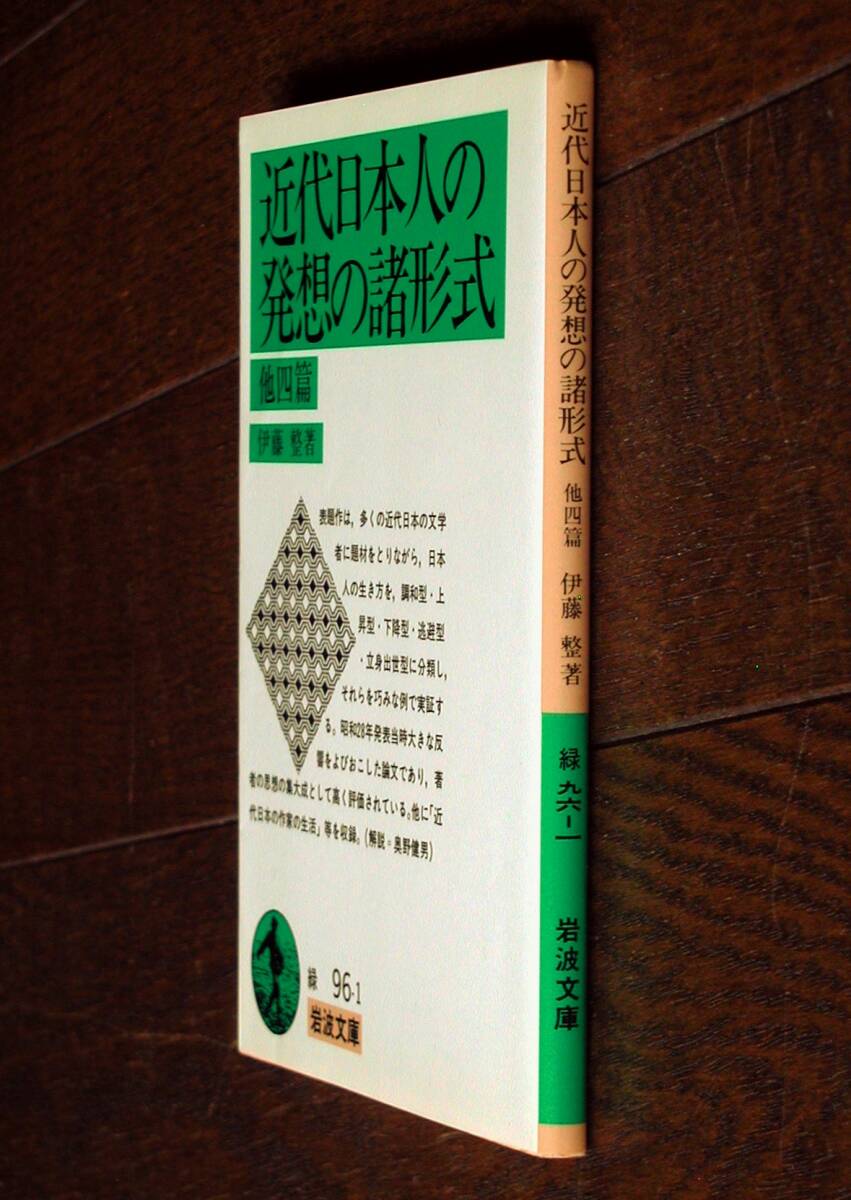 近代日本人の
発想の諸形式
他四篇
伊藤 整著
表題作は，多くの近代日本の文学
者に題材をとりながら，日本
人の生き方を，調和型・上
昇型・下降型・逃避型
・立身出世型に分類し，
それらを巧みな例で実証す
る。昭和28年発表当時大きな反
響をよびおこした論文であり，著
者の思想の集大成として高く評価されている。他に「近
代日本の作家の生活」等を収録。（解説＝奥野健男）
緑 96-1
岩波文庫
近代日本人の発想の諸形式 他四篇 伊藤 整著
緑 九六-一
岩波文庫